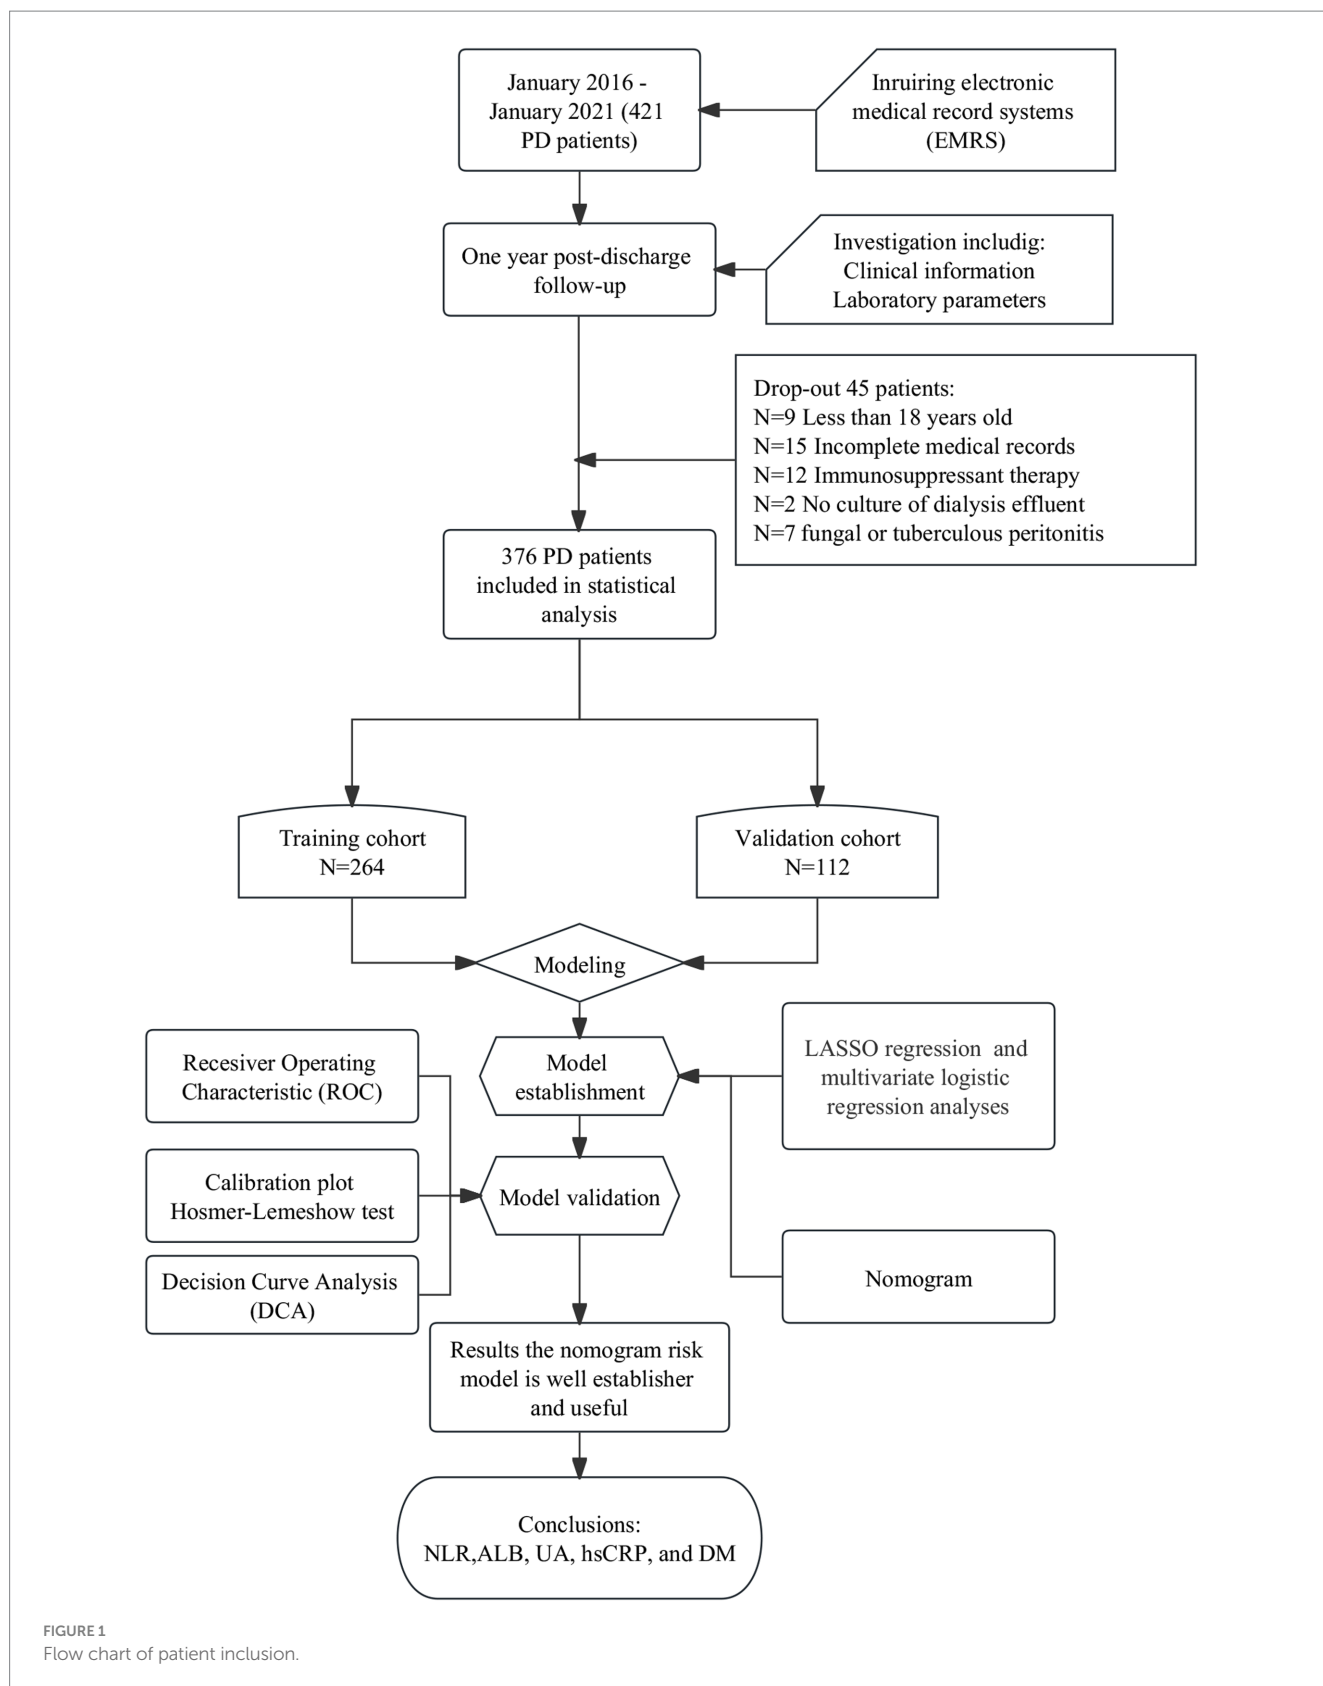 January 2016 -
January 2021 (421
PD patients)
Inruiring electronic
medical record systems
(EMRS)
One year post-discharge
follow-up
Investigation includig:
Clinical information
Laboratory parameters
Drop-out 45 patients:
N=9 Less than 18 years old
N=15 Incomplete medical records
N=12 Immunosuppressant therapy
N=2 No culture of dialysis effluent
N=7 fungal or tuberculous peritonitis
376 PD patients
included in statistical
analysis
Training cohort
N=264
Validation cohort
N=112
Modeling
Model
establishment
LASSO regression  and
multivariate logistic
regression analyses
Recesiver Operating
Characteristic (ROC)
Calibration plot
Hosmer-Lemeshow test
Model validation
Decision Curve Analysis
(DCA)
Nomogram
Results the nomogram risk
model is well establisher
and useful
Conclusions:
NLR,ALB, UA, hsCRP, and DM
FIGURE 1
Flow chart of patient inclusion.